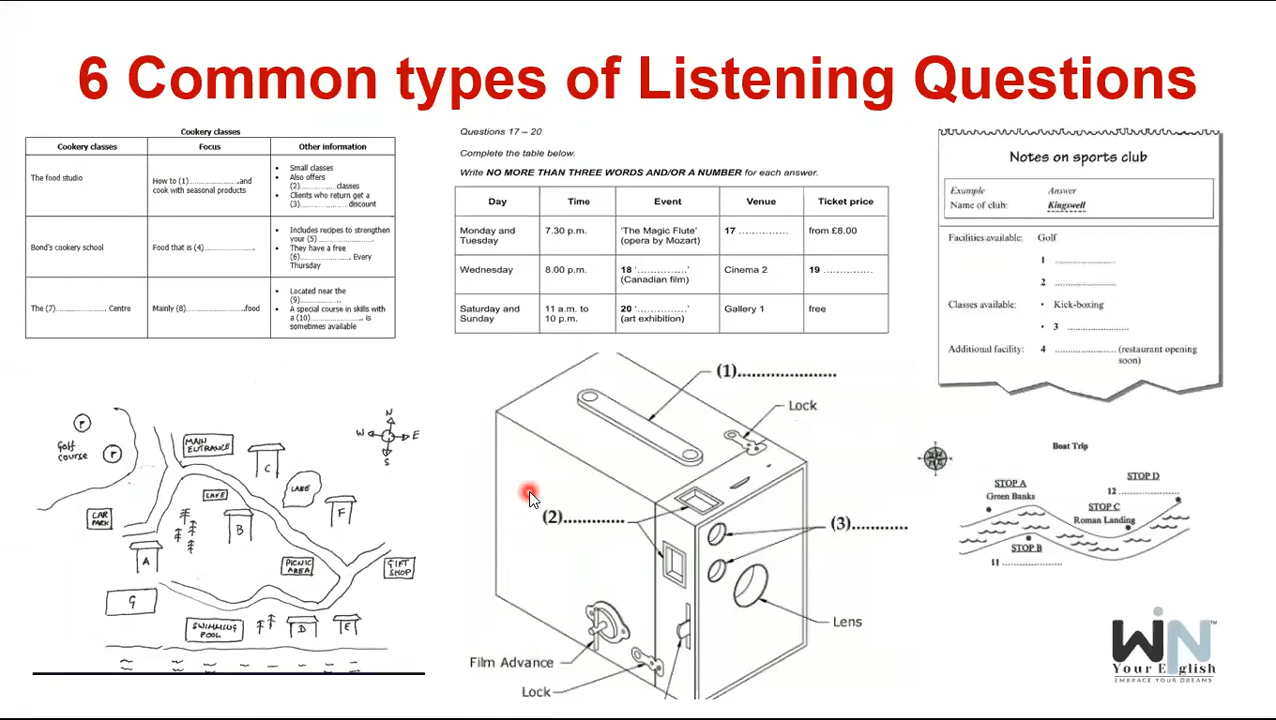 6 Common types of Listening Questions
Cookery classes
Cookery classes Focus Other information
The food studio
How to (1)......................and
cook with seasonal products
• Small classes
• Also offers
(2)..................classes
• Clients who return get a
(3)....................discount
Bond's cookery school
Food that is (4)......................
• Includes recipes to strengthen
your (5).........................
• They have a free
(6)...................... Every
Thursday
The (7)......................... Centre
Mainly (8)..........................food
• Located near the
(9)....................
• A special course in skills with
a (10)....................... is
sometimes available
Questions 17 – 20
Complete the table below.
Write NO MORE THAN THREE WORDS AND/OR A NUMBER for each answer.
Day Time Event Venue Ticket price
Monday and
Tuesday
7.30 p.m.
'The Magic Flute'
(opera by Mozart)
17 ..............
from £8.00
Wednesday
8.00 p.m.
18 '...............'
(Canadian film)
Cinema 2
19 ..............
Saturday and
Sunday
11 a.m. to
10 p.m.
20 '...............'
(art exhibition)
Gallery 1
free
Notes on sports club
Example Answer
Name of club: Kingswell
Facilities available: Golf
1 ....................
2 ....................
Classes available: • Kick-boxing
• 3 ....................
Additional facility: 4 .................... (restaurant opening
soon)
N
W E
S
P
Golf
course
P
MAIN
ENTRANCE
C
LAKE
CAFE
CAR
PARK
B
F
A
PICNIC
AREA
GIFT
SHOP
G
SWIMMING
POOL
D
E
(1)....................
Lock
(2)............
(3)............
Lens
Film Advance
Lock
Boat Trip
STOP A
Green Banks
STOP D
12 ....................
STOP C
Roman Landing
STOP B
11 ....................
WiN™
Your English
EMBRACE YOUR DREAMS